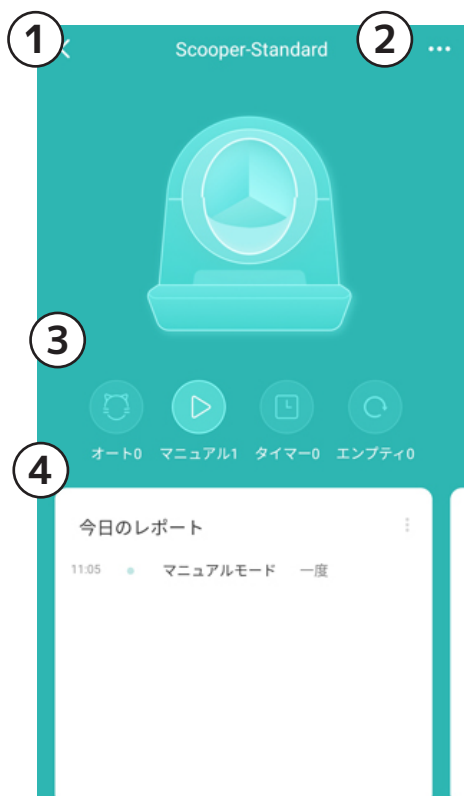 1
Scooper-Standard
2
3
オート0 マニュアル1 タイマー0 エンプティ0
4
今日のレポート
11:05 マニュアルモード 一度